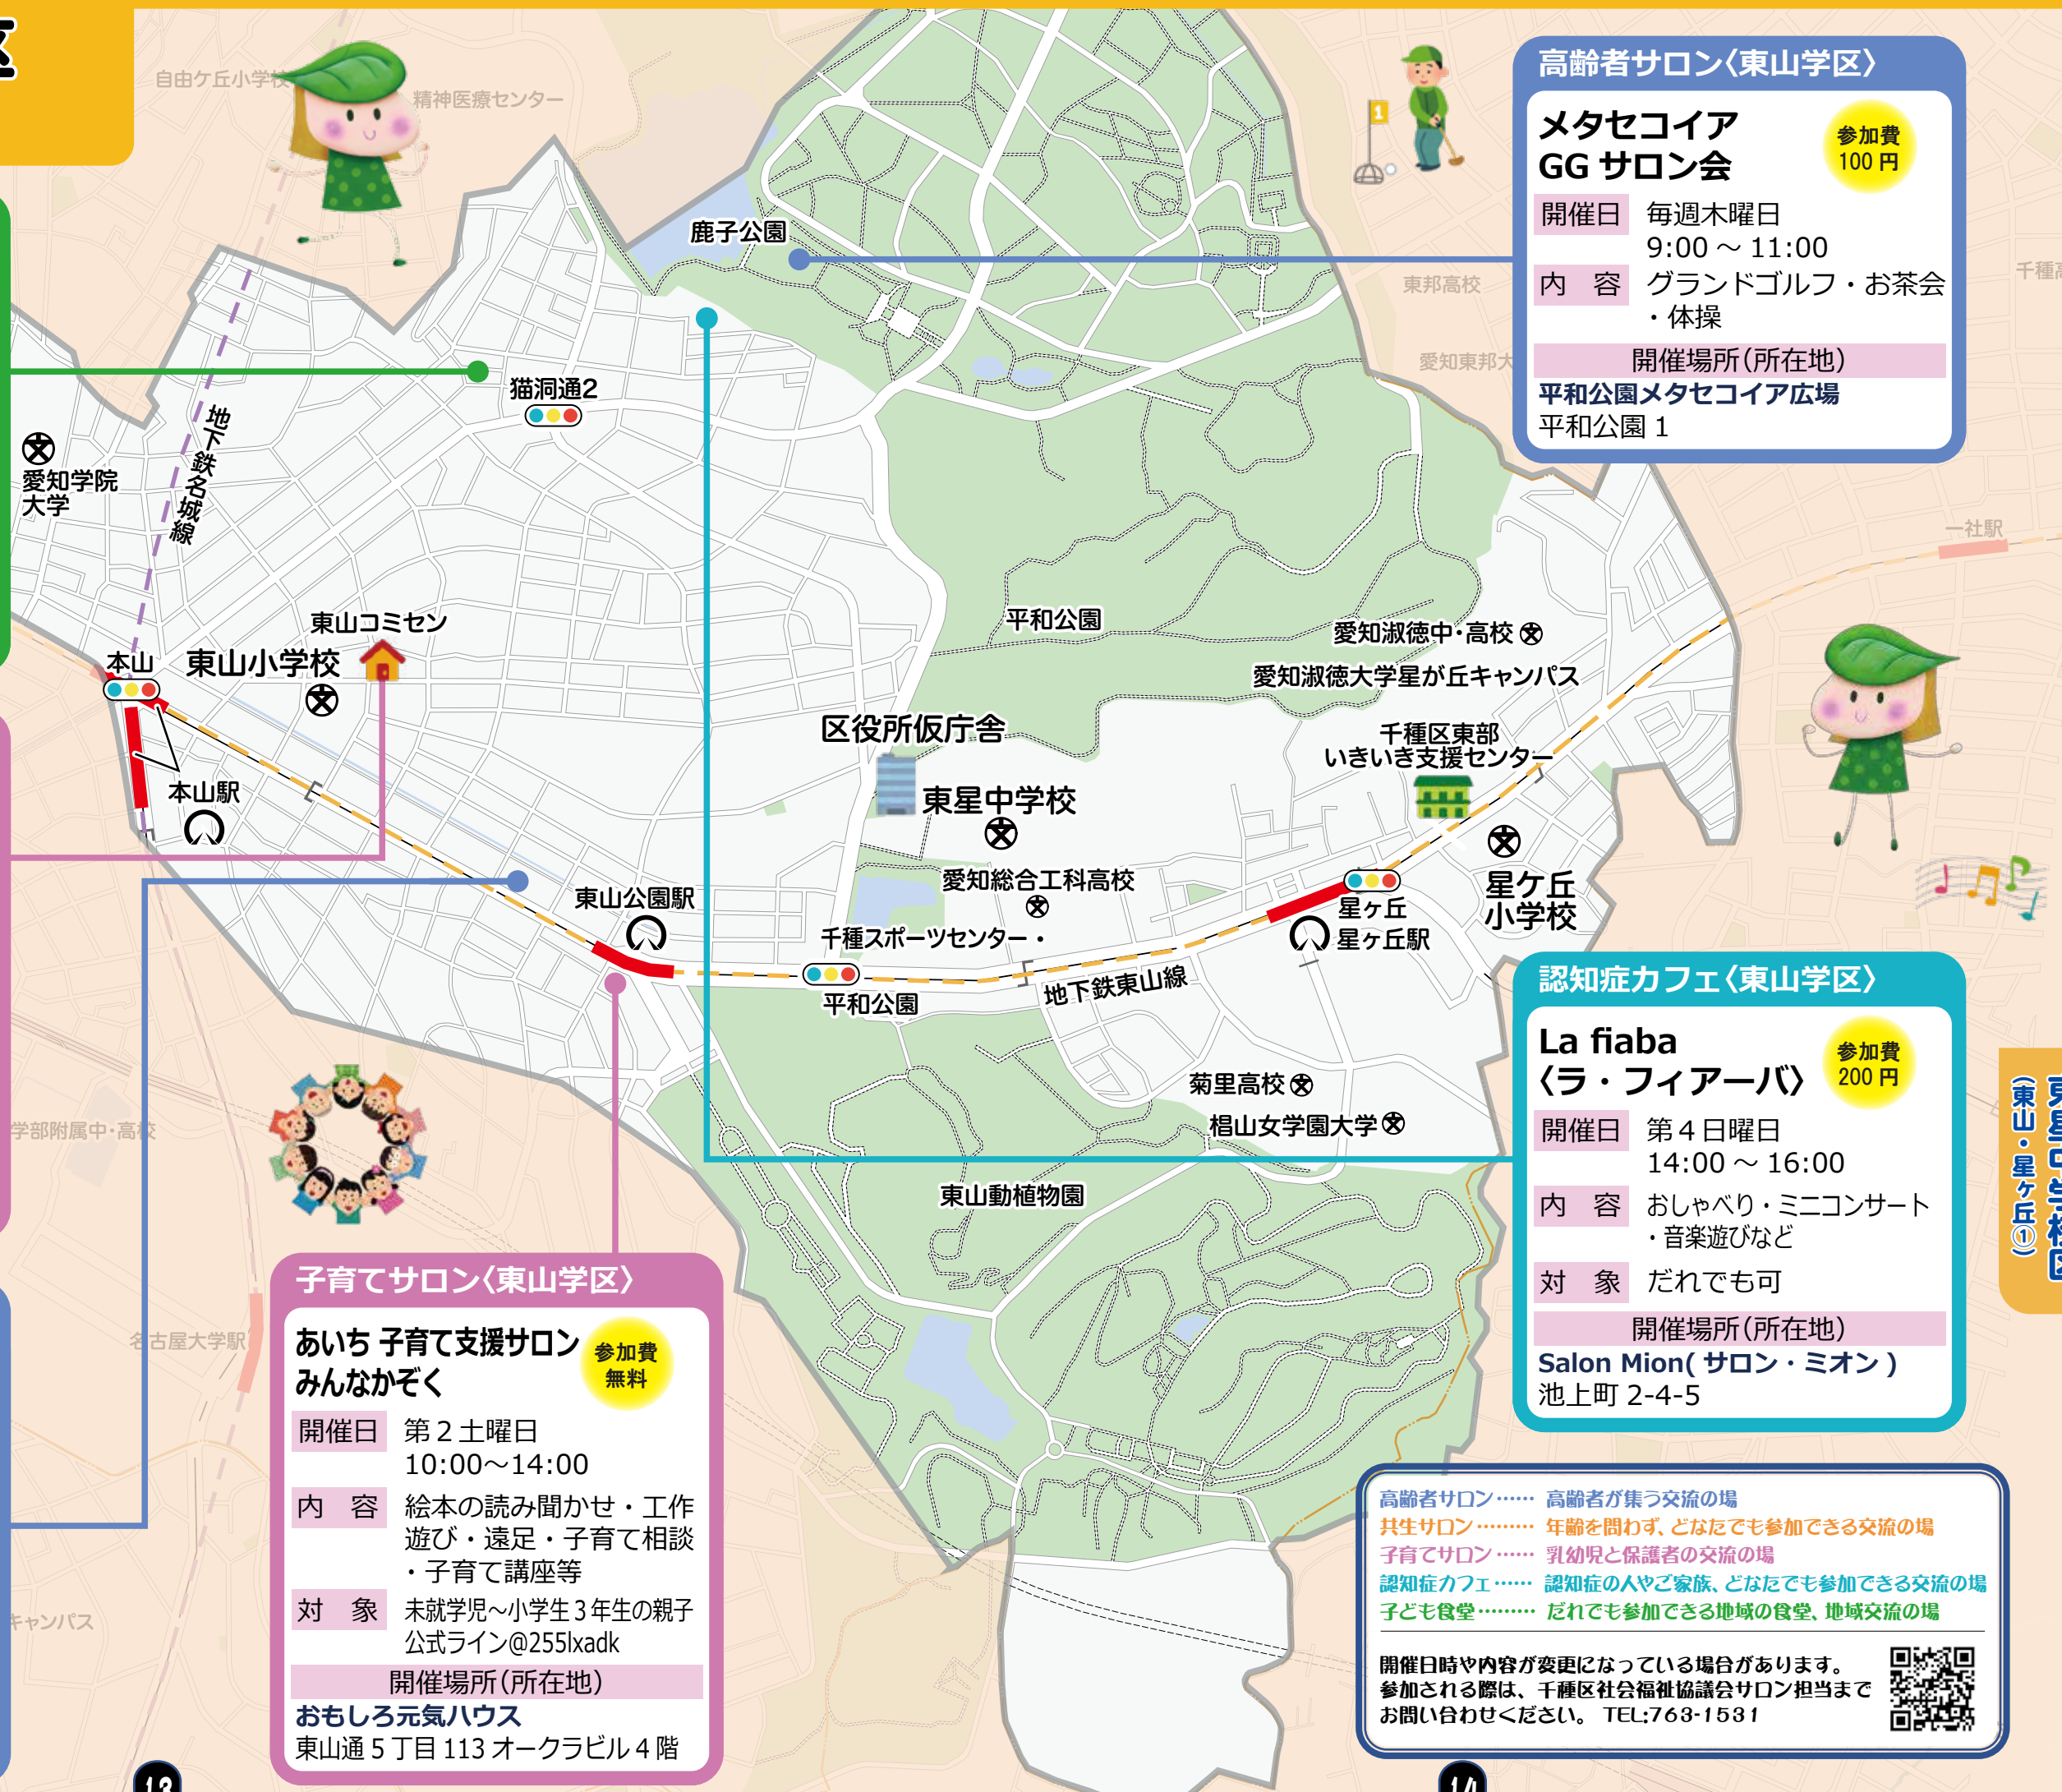 区
自由ケ丘小学校
精神医療センター
鹿子公園
猫洞通2
地下鉄名城線
愛知学院
大学
東邦高校
愛知東邦大
千種高
一社駅
平和公園
愛知淑徳中・高校
愛知淑徳大学星が丘キャンパス
東山コミセン
本山
東山小学校
区役所仮庁舎
千種区東部
いきいき支援センター
本山駅
東星中学校
東山公園駅
愛知総合工科高校
千種スポーツセンター・
星ヶ丘
星ヶ丘駅
星ケ丘
小学校
平和公園
地下鉄東山線
菊里高校
椙山女学園大学
東山動植物園
学部附属中・高校
名古屋大学駅
キャンパス
高齢者サロン〈東山学区〉
メタセコイア
GG サロン会
参加費
100 円
開催日 毎週木曜日
9:00 ～ 11:00
内 容 グランドゴルフ・お茶会
・体操
開催場所(所在地)
平和公園メタセコイア広場
平和公園 1
認知症カフェ〈東山学区〉
La fiaba
〈ラ・フィアーバ〉
参加費
200 円
開催日 第 4 日曜日
14:00 ～ 16:00
内 容 おしゃべり・ミニコンサート
・音楽遊びなど
対 象 だれでも可
開催場所(所在地)
Salon Mion( サロン・ミオン )
池上町 2-4-5
子育てサロン〈東山学区〉
あいち 子育て支援サロン
みんなかぞく
参加費
無料
開催日 第 2 土曜日
10:00～14:00
内 容 絵本の読み聞かせ・工作
遊び・遠足・子育て相談
・子育て講座等
対 象 未就学児～小学生 3 年生の親子
公式ライン@255lxadk
開催場所(所在地)
おもしろ元気ハウス
東山通 5 丁目 113 オークラビル 4 階
東星中学校区
（東山・星ヶ丘①）
高齢者サロン…… 高齢者が集う交流の場
共生サロン……… 年齢を問わず、どなたでも参加できる交流の場
子育てサロン…… 乳幼児と保護者の交流の場
認知症カフェ…… 認知症の人やご家族、どなたでも参加できる交流の場
子ども食堂……… だれでも参加できる地域の食堂、地域交流の場
開催日時や内容が変更になっている場合があります。
参加される際は、千種区社会福祉協議会サロン担当まで
お問い合わせください。 TEL:763-1531
1
13
14